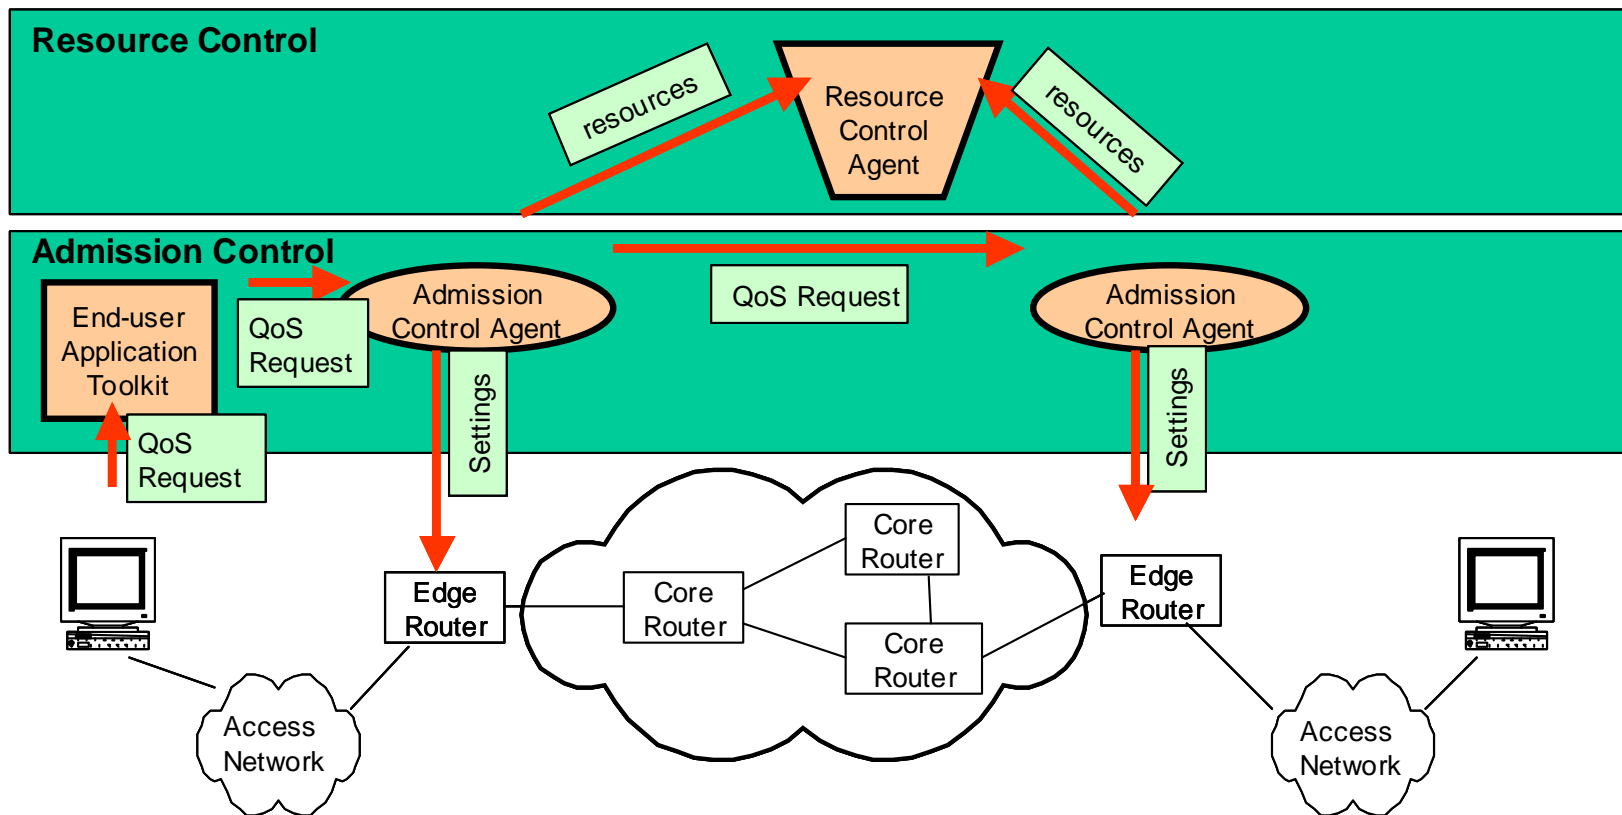 Resource Control
resources
Resource
Control
Agent
resources
Admission Control
End-user
Application
Toolkit
QoS
Request
QoS
Request
Admission
Control Agent
Settings
QoS Request
Admission
Control Agent
Settings
Edge
Router
Core
Router
Core
Router
Core
Router
Edge
Router
Access
Network
Access
Network